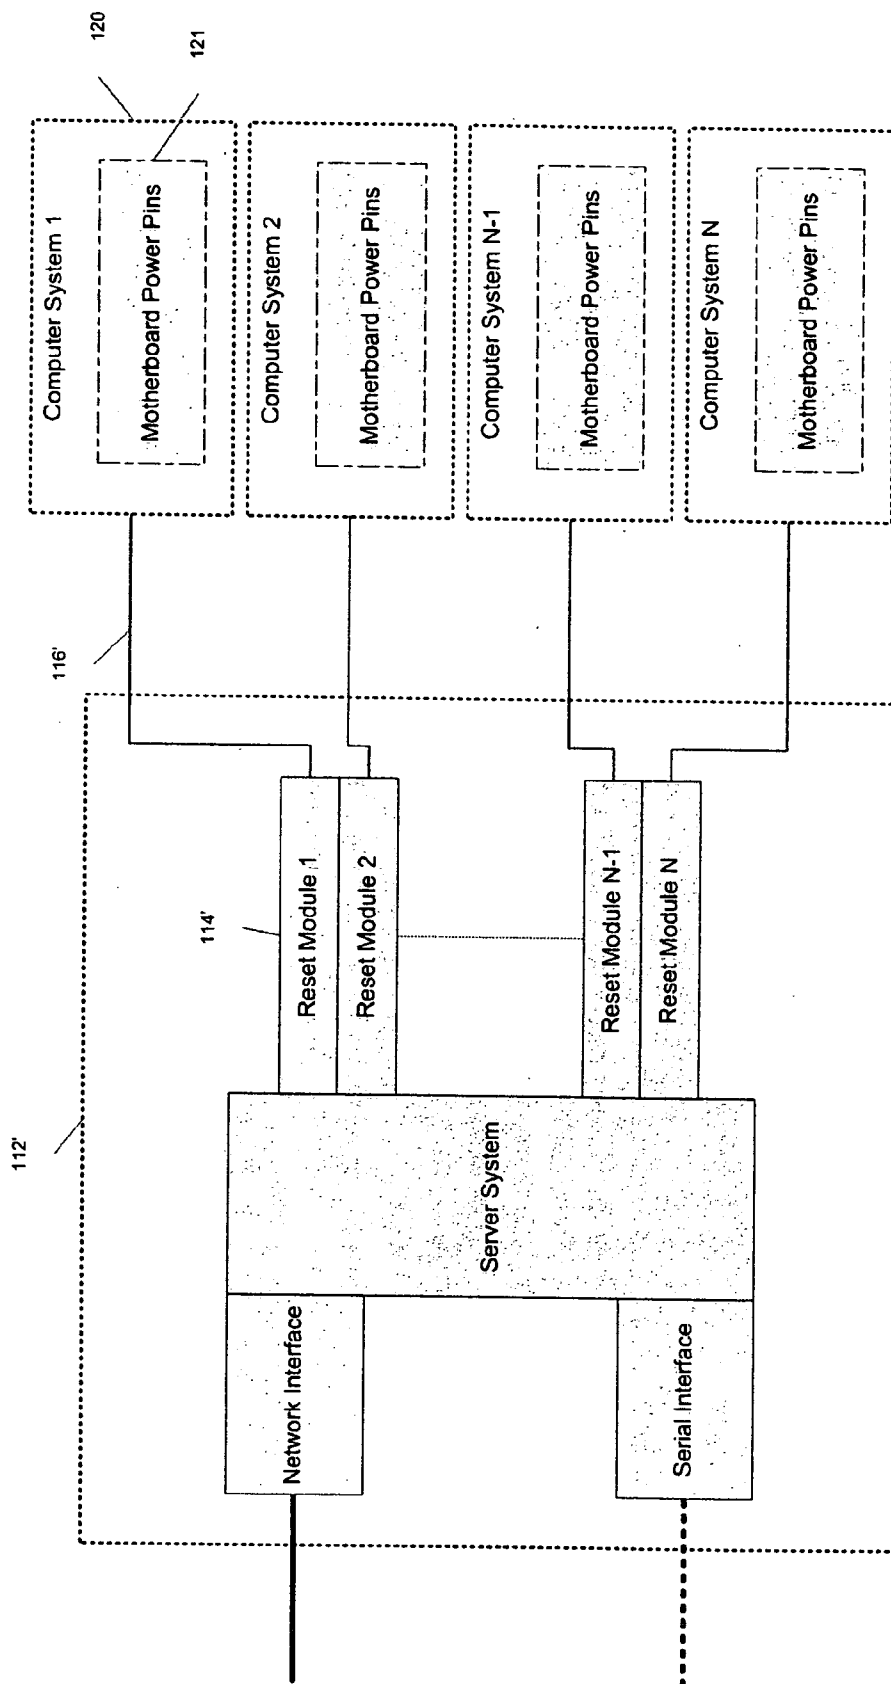 120
121
Computer System 1
Motherboard Power Pins
Computer System 2
Motherboard Power Pins
Computer System N-1
Motherboard Power Pins
Computer System N
Motherboard Power Pins
116'
114'
Reset Module 1
Reset Module 2
Reset Module N-1
Reset Module N
112'
Server System
Network Interface
Serial Interface